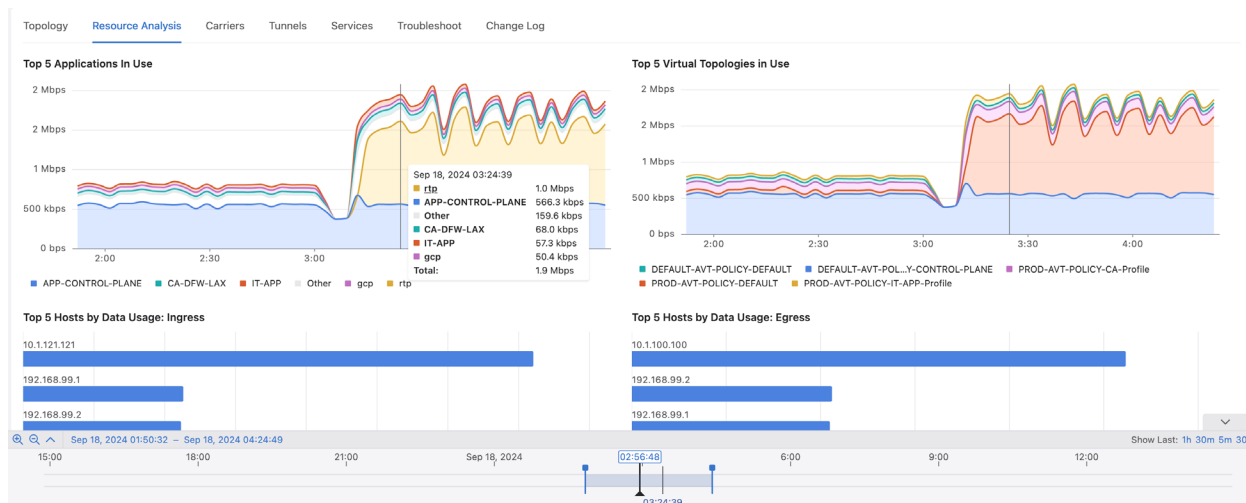 Topology Resource Analysis Carriers Tunnels Services Troubleshoot Change Log
Top 5 Applications In Use
2 Mbps
2 Mbps
1 Mbps
500 kbps
0 bps
2:00 2:30 3:00
Sep 18, 2024 03:24:39
rtp 1.0 Mbps
APP-CONTROL-PLANE 566.3 kbps
Other 159.6 kbps
CA-DFW-LAX 68.0 kbps
IT-APP 57.3 kbps
gcp 50.4 kbps
Total: 1.9 Mbps
APP-CONTROL-PLANE CA-DFW-LAX IT-APP Other gcp rtp
Top 5 Virtual Topologies in Use
2 Mbps
2 Mbps
1 Mbps
500 kbps
0 bps
2:00 2:30 3:00 3:30 4:00
DEFAULT-AVT-POLICY-DEFAULT DEFAULT-AVT-POL...Y-CONTROL-PLANE PROD-AVT-POLICY-CA-Profile
PROD-AVT-POLICY-DEFAULT PROD-AVT-POLICY-IT-APP-Profile
Top 5 Hosts by Data Usage: Ingress
10.1.121.121
192.168.99.1
192.168.99.2
Top 5 Hosts by Data Usage: Egress
10.1.100.100
192.168.99.2
192.168.99.1
Sep 18, 2024 01:50:32 – Sep 18, 2024 04:24:49
Show Last: 1h 30m 5m 30
15:00 18:00 21:00 Sep 18, 2024 02:56:48 6:00 9:00 12:00
03:24:39